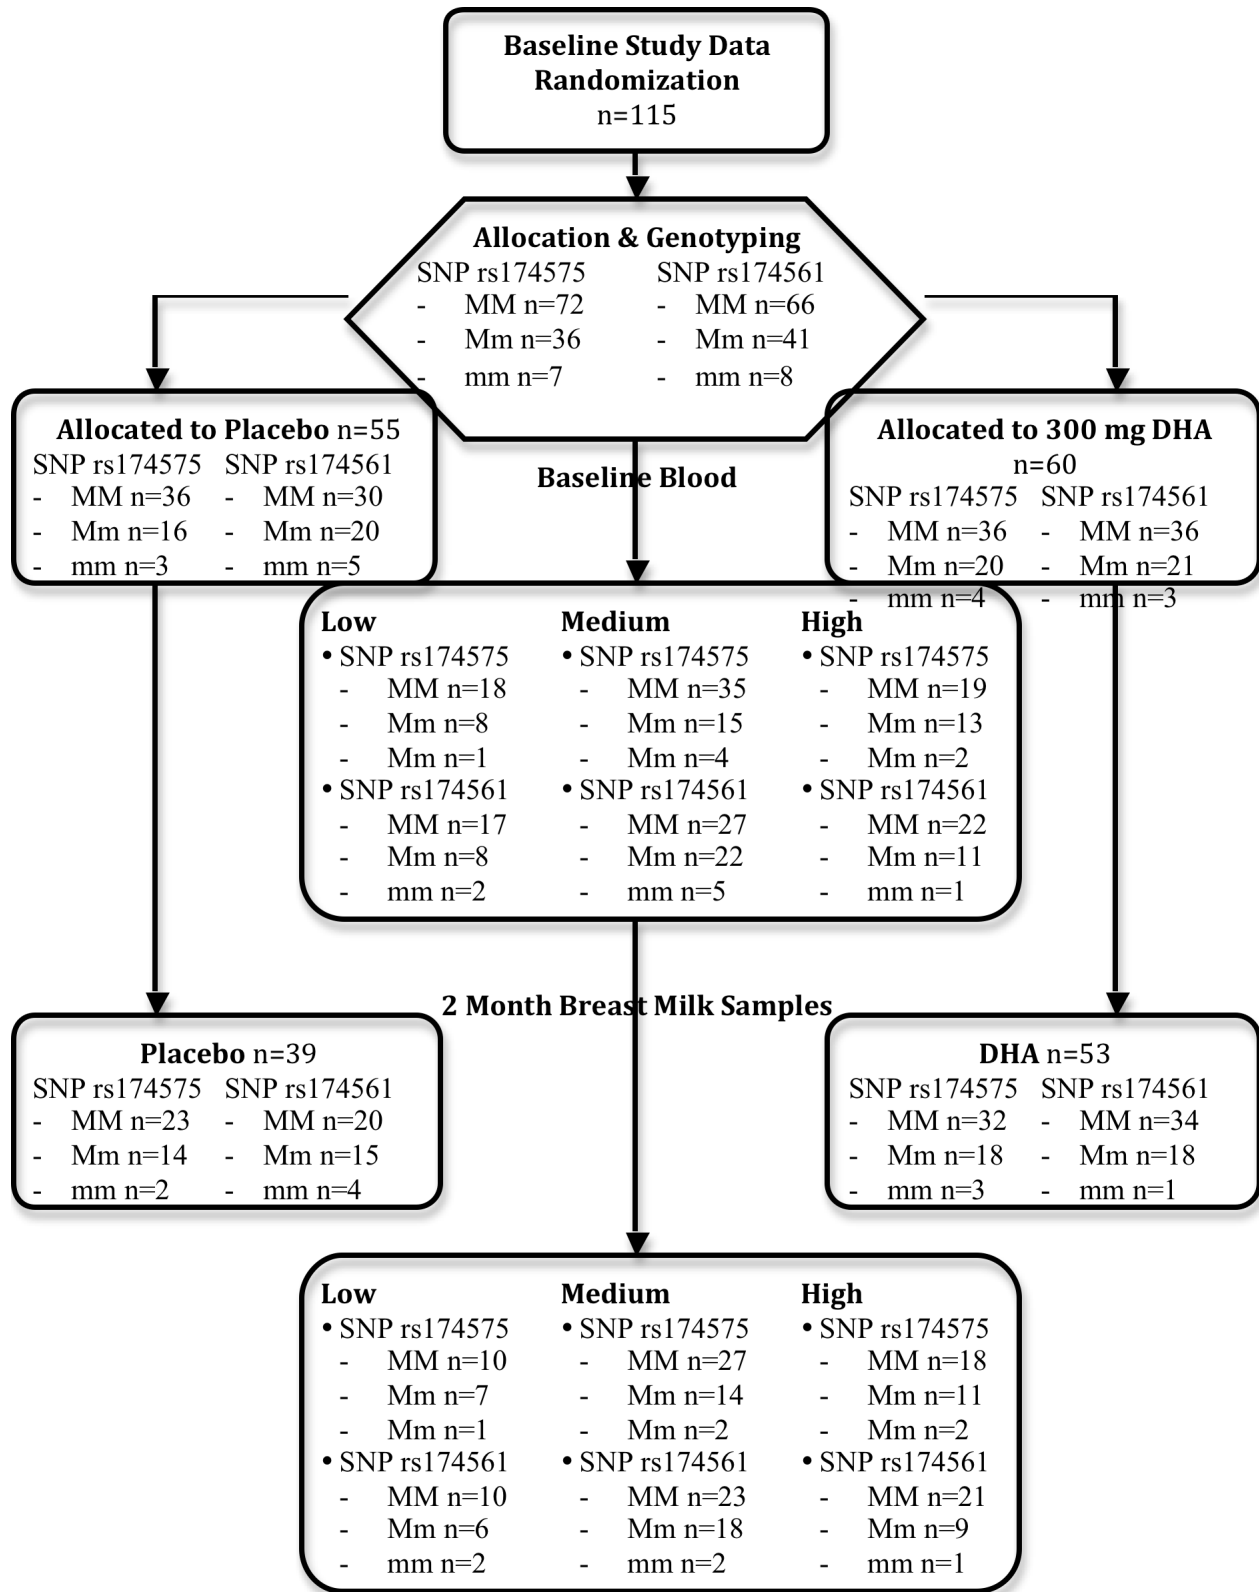 Baseline Study Data
Randomization
n=115
Allocation & Genotyping
SNP rs174575 SNP rs174561
- MM n=72 - MM n=66
- Mm n=36 - Mm n=41
- mm n=7 - mm n=8
Allocated to Placebo n=55
SNP rs174575 SNP rs174561
- MM n=36 - MM n=30
- Mm n=16 - Mm n=20
- mm n=3 - mm n=5
Allocated to 300 mg DHA
n=60
SNP rs174575 SNP rs174561
- MM n=36 - MM n=36
- Mm n=20 - Mm n=21
- mm n=4 - mm n=3
Baseline Blood
Low Medium High
• SNP rs174575 • SNP rs174575 • SNP rs174575
- MM n=18 - MM n=35 - MM n=19
- Mm n=8 - Mm n=15 - Mm n=13
- Mm n=1 - Mm n=4 - Mm n=2
• SNP rs174561 • SNP rs174561 • SNP rs174561
- MM n=17 - MM n=27 - MM n=22
- Mm n=8 - Mm n=22 - Mm n=11
- mm n=2 - mm n=5 - mm n=1
2 Month Breast Milk Samples
Placebo n=39
SNP rs174575 SNP rs174561
- MM n=23 - MM n=20
- Mm n=14 - Mm n=15
- mm n=2 - mm n=4
DHA n=53
SNP rs174575 SNP rs174561
- MM n=32 - MM n=34
- Mm n=18 - Mm n=18
- mm n=3 - mm n=1
Low Medium High
• SNP rs174575 • SNP rs174575 • SNP rs174575
- MM n=10 - MM n=27 - MM n=18
- Mm n=7 - Mm n=14 - Mm n=11
- Mm n=1 - Mm n=2 - Mm n=2
• SNP rs174561 • SNP rs174561 • SNP rs174561
- MM n=10 - MM n=23 - MM n=21
- Mm n=6 - Mm n=18 - Mm n=9
- mm n=2 - mm n=2 - mm n=1